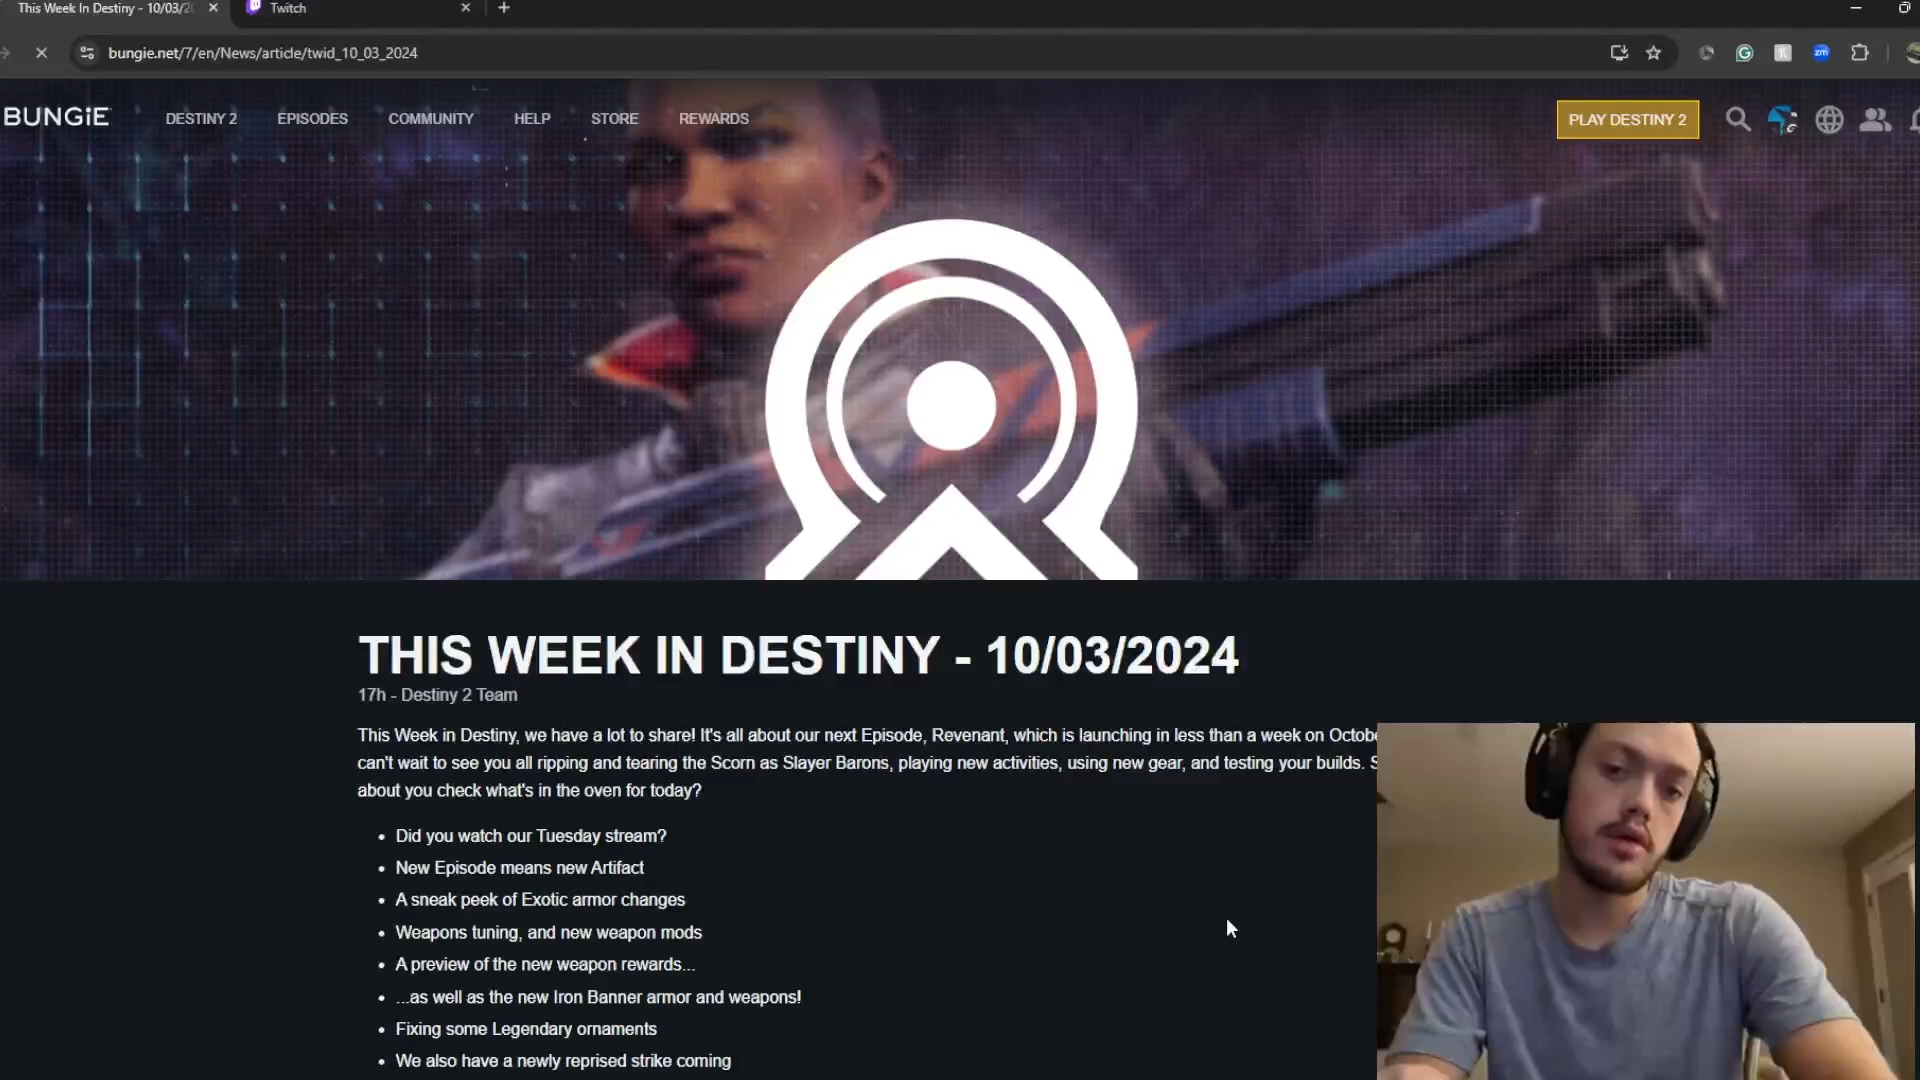 This Week In Destiny - 10/03/2
Twitch
bungie.net/7/en/News/article/twid_10_03_2024
zm
BUNGiE
DESTINY 2 EPISODES COMMUNITY HELP STORE REWARDS
PLAY DESTINY 2
THIS WEEK IN DESTINY - 10/03/2024
17h - Destiny 2 Team
This Week in Destiny, we have a lot to share! It's all about our next Episode, Revenant, which is launching in less than a week on Octobe
can't wait to see you all ripping and tearing the Scorn as Slayer Barons, playing new activities, using new gear, and testing your builds. S
about you check what's in the oven for today?
• Did you watch our Tuesday stream?
• New Episode means new Artifact
• A sneak peek of Exotic armor changes
• Weapons tuning, and new weapon mods
• A preview of the new weapon rewards...
• ...as well as the new Iron Banner armor and weapons!
• Fixing some Legendary ornaments
• We also have a newly reprised strike coming